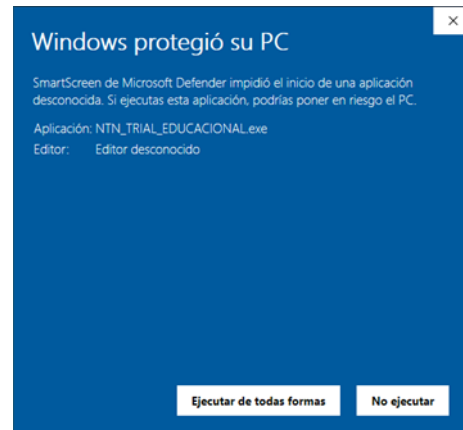 Windows protegió su PC
SmartScreen de Microsoft Defender impidió el inicio de una aplicación
desconocida. Si ejecutas esta aplicación, podrías poner en riesgo el PC.
Aplicación: NTN_TRIAL_EDUCACIONAL.exe
Editor: Editor desconocido
Ejecutar de todas formas
No ejecutar